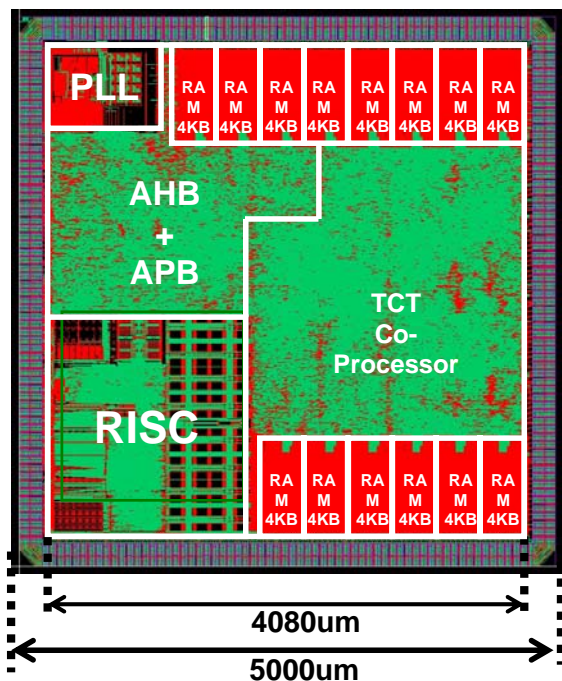 PLL
RA RA RA RA RA RA RA RA
M M M M M M M M
4KB 4KB 4KB 4KB 4KB 4KB 4KB 4KB
AHB
+
APB
TCT
Co-
Processor
RISC
RA RA RA RA RA RA
M M M M M M
4KB 4KB 4KB 4KB 4KB 4KB
4080um
5000um